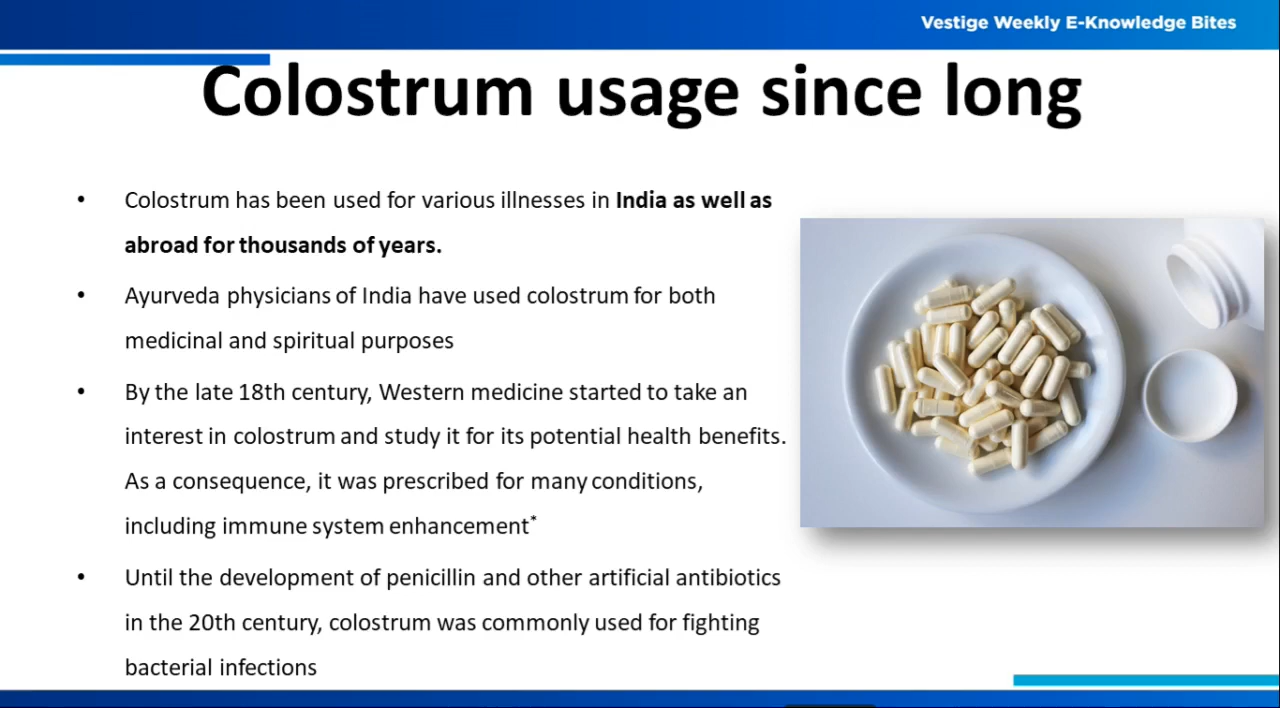 Vestige Weekly E-Knowledge Bites
Colostrum usage since long
• Colostrum has been used for various illnesses in India as well as
abroad for thousands of years.
• Ayurveda physicians of India have used colostrum for both
medicinal and spiritual purposes
• By the late 18th century, Western medicine started to take an
interest in colostrum and study it for its potential health benefits.
As a consequence, it was prescribed for many conditions,
including immune system enhancement*
• Until the development of penicillin and other artificial antibiotics
in the 20th century, colostrum was commonly used for fighting
bacterial infections